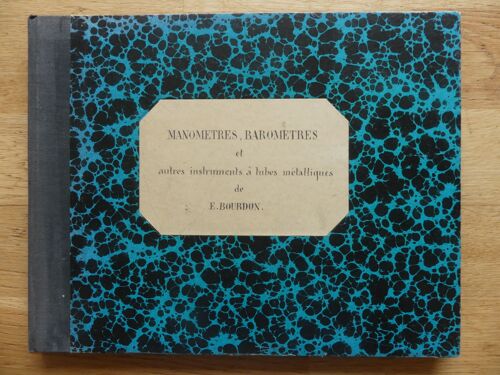 MANOMETRES, BAROMETRES
et
autres instruments à tubes métalliques
de
E. BOURDON.